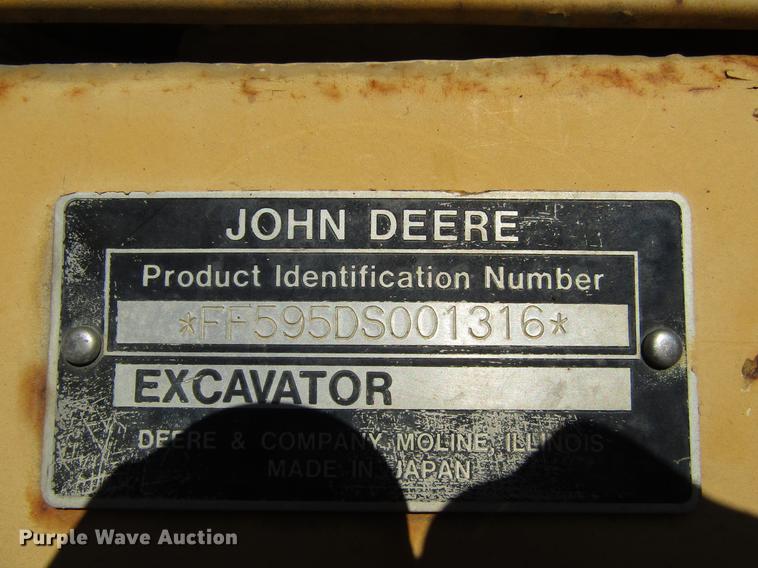 JOHN DEERE
Product Identification Number
*FF595DS001316*
EXCAVATOR
DEERE & COMPANY MOLINE ILLINOIS
MADE IN JAPAN
Purple Wave Auction